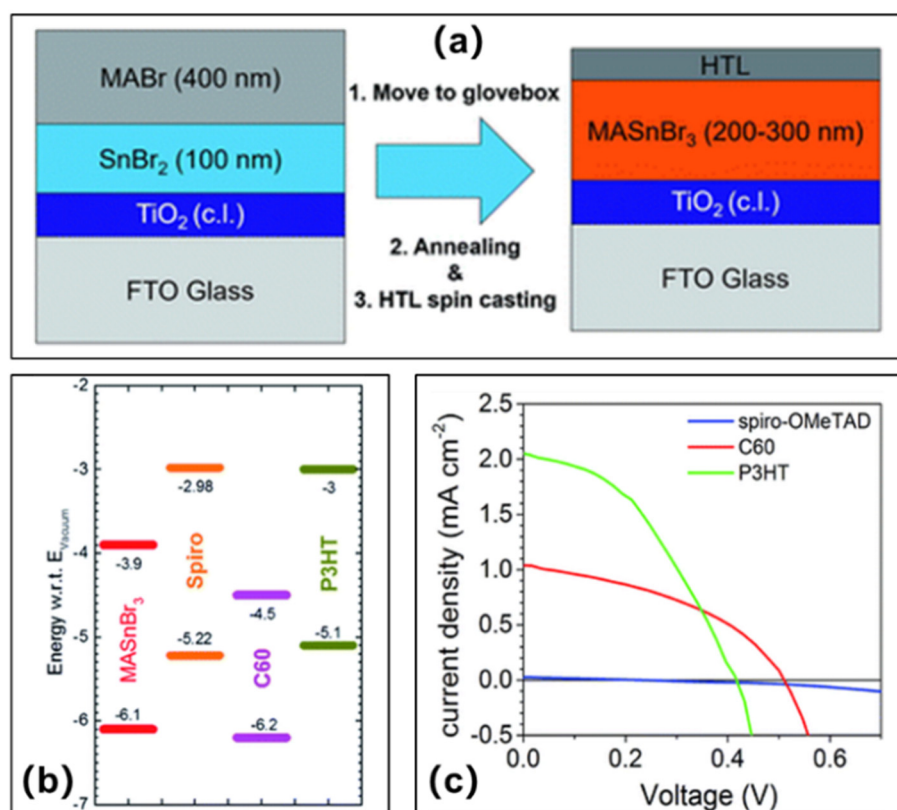 (a)
MABr (400 nm)
SnBr₂ (100 nm)
TiO₂ (c.l.)
FTO Glass
1. Move to glovebox
2. Annealing
&
3. HTL spin casting
HTL
MASnBr₃ (200-300 nm)
TiO₂ (c.l.)
FTO Glass
(b)
Energy w.r.t. E_Vacuum
-2
-3
-4
-5
-6
-7
-3.9
MASnBr₃
-6.1
-2.98
Spiro
-5.22
-4.5
C60
-6.2
-3
P3HT
-5.1
(c)
current density (mA cm⁻²)
2.5
2.0
1.5
1.0
0.5
0.0
-0.5
spiro-OMeTAD
C60
P3HT
0.0 0.2 0.4 0.6
Voltage (V)